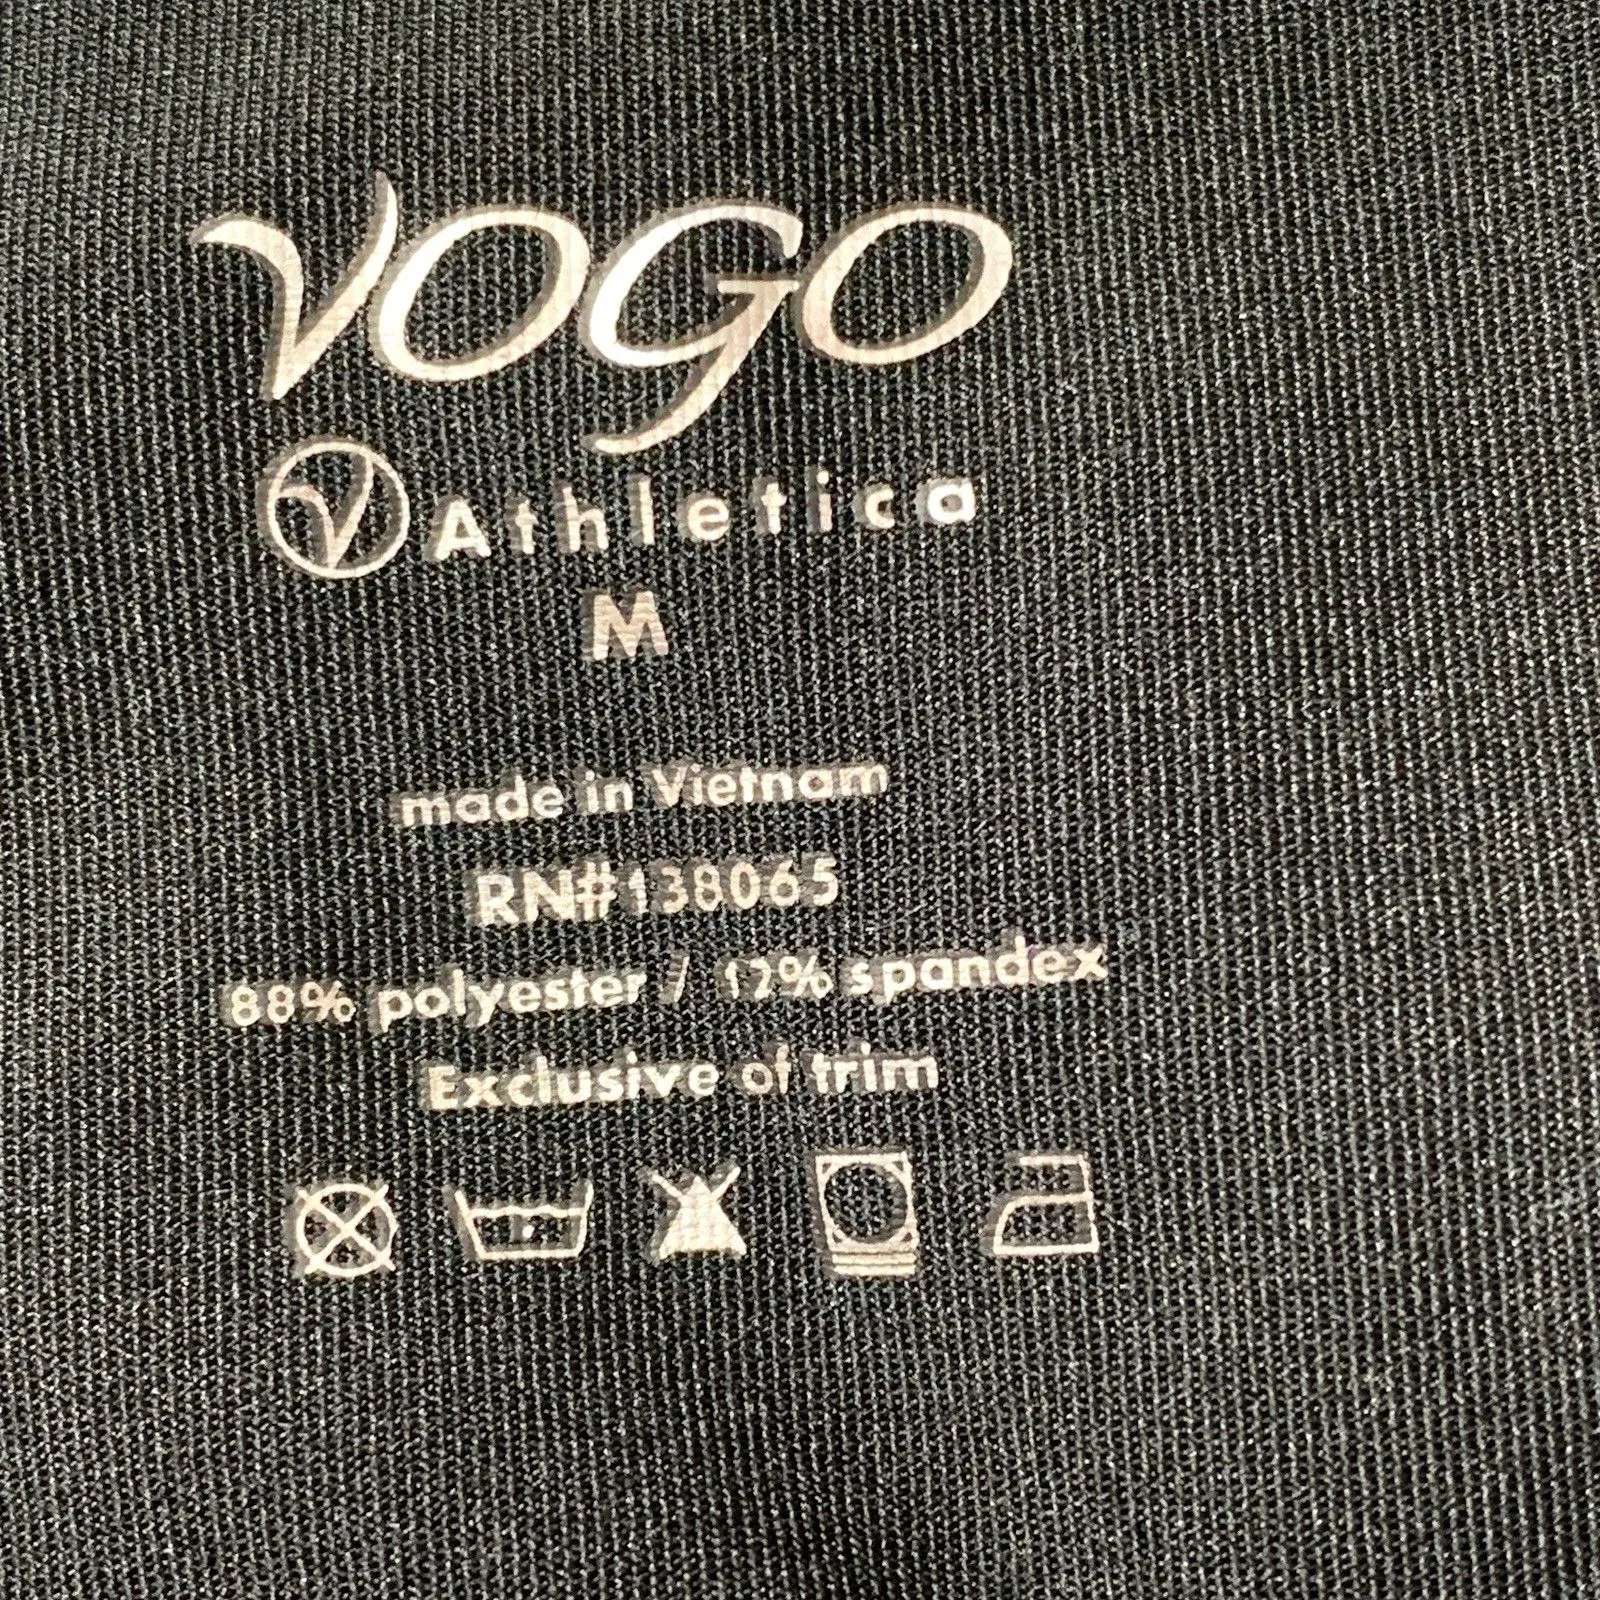 VOGO
V Athletica
M
made in Vietnam
RN#138065
88% polyester / 12% spandex
Exclusive of trim